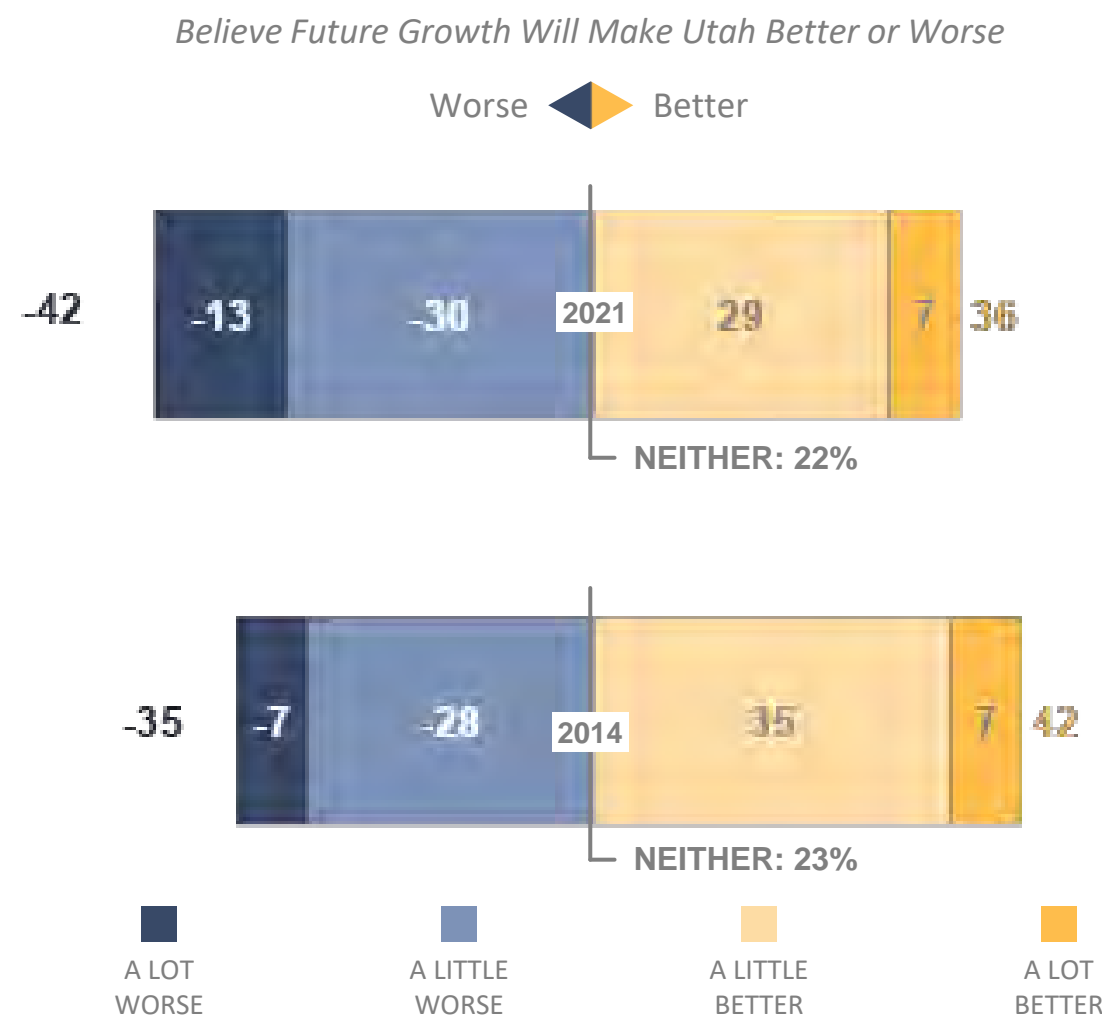 Believe Future Growth Will Make Utah Better or Worse
Worse Better
-42 -13 -30 2021 29 7 36
NEITHER: 22%
-35 -7 -28 2014 35 7 42
NEITHER: 23%
A LOT
WORSE
A LITTLE
WORSE
A LITTLE
BETTER
A LOT
BETTER